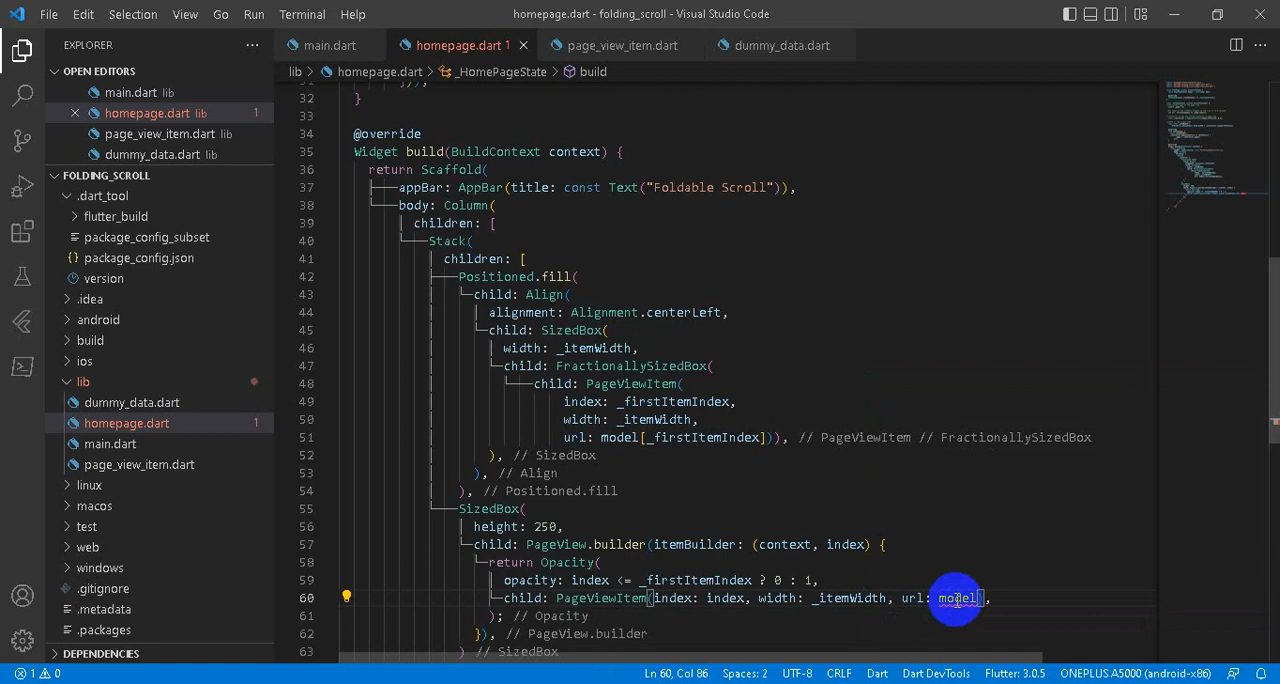 File Edit Selection View Go Run Terminal Help homepage.dart - folding_scroll - Visual Studio Code
EXPLORER
OPEN EDITORS
main.dart lib
homepage.dart lib 1
page_view_item.dart lib
dummy_data.dart lib
FOLDING_SCROLL
.dart_tool
flutter_build
package_config_subset
{} package_config.json
version
.idea
android
build
ios
lib
dummy_data.dart
homepage.dart 1
main.dart
page_view_item.dart
linux
macos
test
web
windows
.gitignore
.metadata
.packages
DEPENDENCIES
main.dart homepage.dart 1 page_view_item.dart dummy_data.dart
lib > homepage.dart > _HomePageState > build
32 }
33
34 @override
35 Widget build(BuildContext context) {
36 return Scaffold(
37 appBar: AppBar(title: const Text("Foldable Scroll")),
38 body: Column(
39 children: [
40 Stack(
41 children: [
42 Positioned.fill(
43 child: Align(
44 alignment: Alignment.centerLeft,
45 child: SizedBox(
46 width: _itemWidth,
47 child: FractionallySizedBox(
48 child: PageViewItem(
49 index: _firstItemIndex,
50 width: _itemWidth,
51 url: model[_firstItemIndex])), // PageViewItem // FractionallySizedBox
52 ), // SizedBox
53 ), // Align
54 ), // Positioned.fill
55 SizedBox(
56 height: 250,
57 child: PageView.builder(itemBuilder: (context, index) {
58 return Opacity(
59 opacity: index <= _firstItemIndex ? 0 : 1,
60 child: PageViewItem(index: index, width: _itemWidth, url: model),
61 ); // Opacity
62 }), // PageView.builder
63 ) // SizedBox
1 0 Ln 60, Col 86 Spaces: 2 UTF-8 CRLF Dart Dart DevTools Flutter: 3.0.5 ONEPLUS A5000 (android-x86)